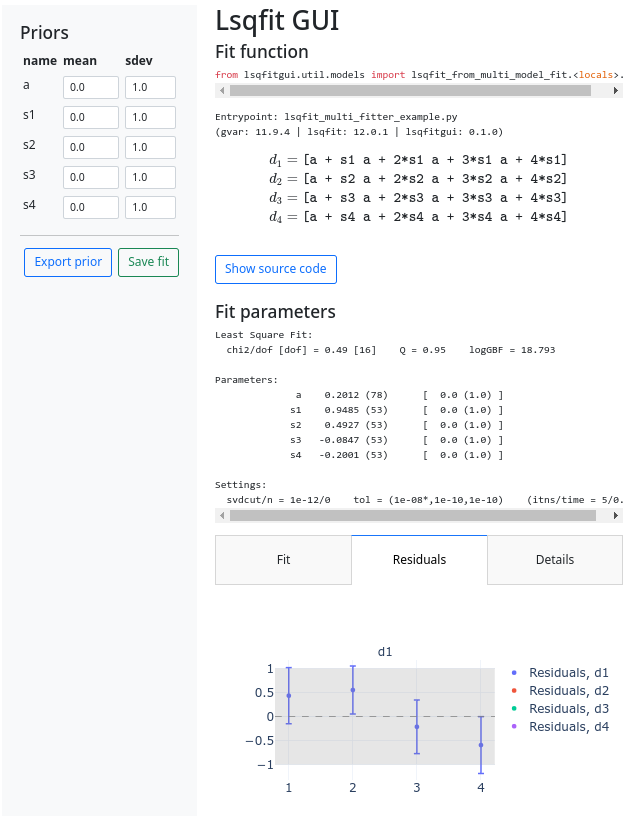 Priors
name mean sdev
a 0.0 1.0
s1 0.0 1.0
s2 0.0 1.0
s3 0.0 1.0
s4 0.0 1.0
Export prior Save fit
Lsqfit GUI
Fit function
from lsqfitgui.util.models import lsqfit_from_multi_model_fit.<locals>.
Entrypoint: lsqfit_multi_fitter_example.py
(gvar: 11.9.4 | lsqfit: 12.0.1 | lsqfitgui: 0.1.0)
d₁ = [a + s1 a + 2*s1 a + 3*s1 a + 4*s1]
d₂ = [a + s2 a + 2*s2 a + 3*s2 a + 4*s2]
d₃ = [a + s3 a + 2*s3 a + 3*s3 a + 4*s3]
d₄ = [a + s4 a + 2*s4 a + 3*s4 a + 4*s4]
Show source code
Fit parameters
Least Square Fit:
chi2/dof [dof] = 0.49 [16] Q = 0.95 logGBF = 18.793
Parameters:
a 0.2012 (78) [ 0.0 (1.0) ]
s1 0.9485 (53) [ 0.0 (1.0) ]
s2 0.4927 (53) [ 0.0 (1.0) ]
s3 -0.0847 (53) [ 0.0 (1.0) ]
s4 -0.2001 (53) [ 0.0 (1.0) ]
Settings:
svdcut/n = 1e-12/0 tol = (1e-08*,1e-10,1e-10) (itns/time = 5/0.
Fit Residuals Details
d1
1
0.5
0
−0.5
−1
1 2 3 4
Residuals, d1
Residuals, d2
Residuals, d3
Residuals, d4